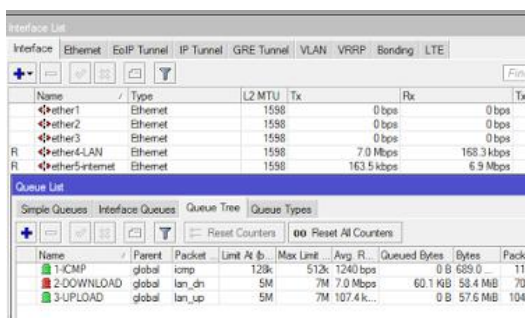 Interface List
Interface Ethernet EoIP Tunnel IP Tunnel GRE Tunnel VLAN VRRP Bonding LTE
Name / Type L2 MTU Tx Rx
ether1 Ethernet 1598 0 bps 0 bps
ether2 Ethernet 1598 0 bps 0 bps
ether3 Ethernet 1598 0 bps 0 bps
R ether4-LAN Ethernet 1598 7.0 Mbps 168.3 kbps
R ether5-internet Ethernet 1598 163.5 kbps 6.9 Mbps
Queue List
Simple Queues Interface Queues Queue Tree Queue Types
Reset Counters 00 Reset All Counters
Name / Parent Packet ... Limit At (b... Max Limit ... Avg. R... Queued Bytes Bytes Pack
1-ICMP global icmp 128k 512k 1240 bps 0 B 689.0 ... 11
2-DOWNLOAD global lan_dn 5M 7M 7.0 Mbps 60.1 KiB 58.4 MiB 70
3-UPLOAD global lan_up 5M 7M 107.4 k... 0 B 57.6 MiB 104